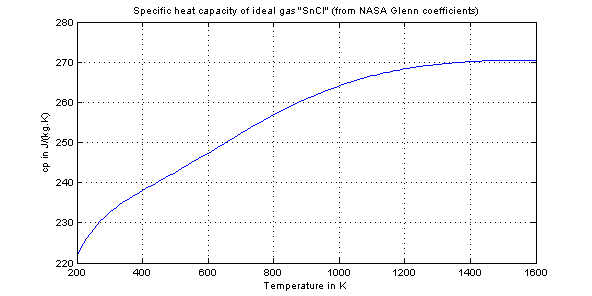 Specific heat capacity of ideal gas "SnCl" (from NASA Glenn coefficients)
280
270
260
250
240
230
220
cp in J/(kg.K)
200 400 600 800 1000 1200 1400 1600
Temperature in K